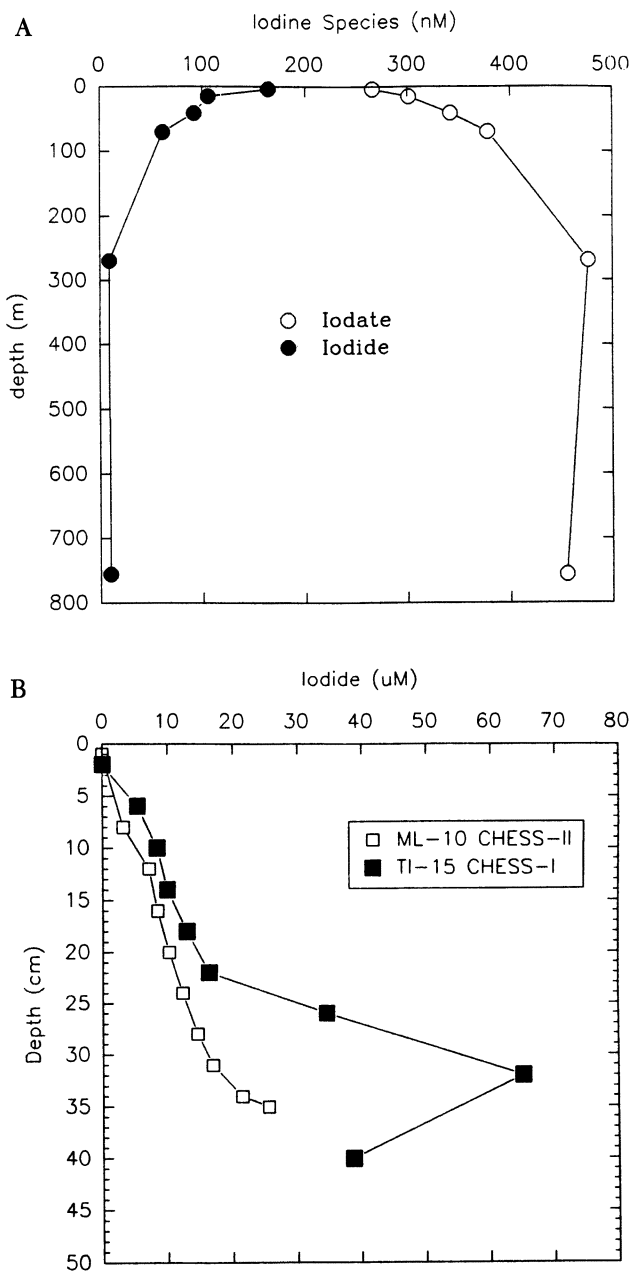 A
Iodine Species (nM)
0 100 200 300 400 500
0
100
200
300
400
500
600
700
800
depth (m)
Iodate
Iodide
B
Iodide (uM)
0 10 20 30 40 50 60 70 80
0
5
10
15
20
25
30
35
40
45
50
Depth (cm)
ML-10 CHESS-II
TI-15 CHESS-I